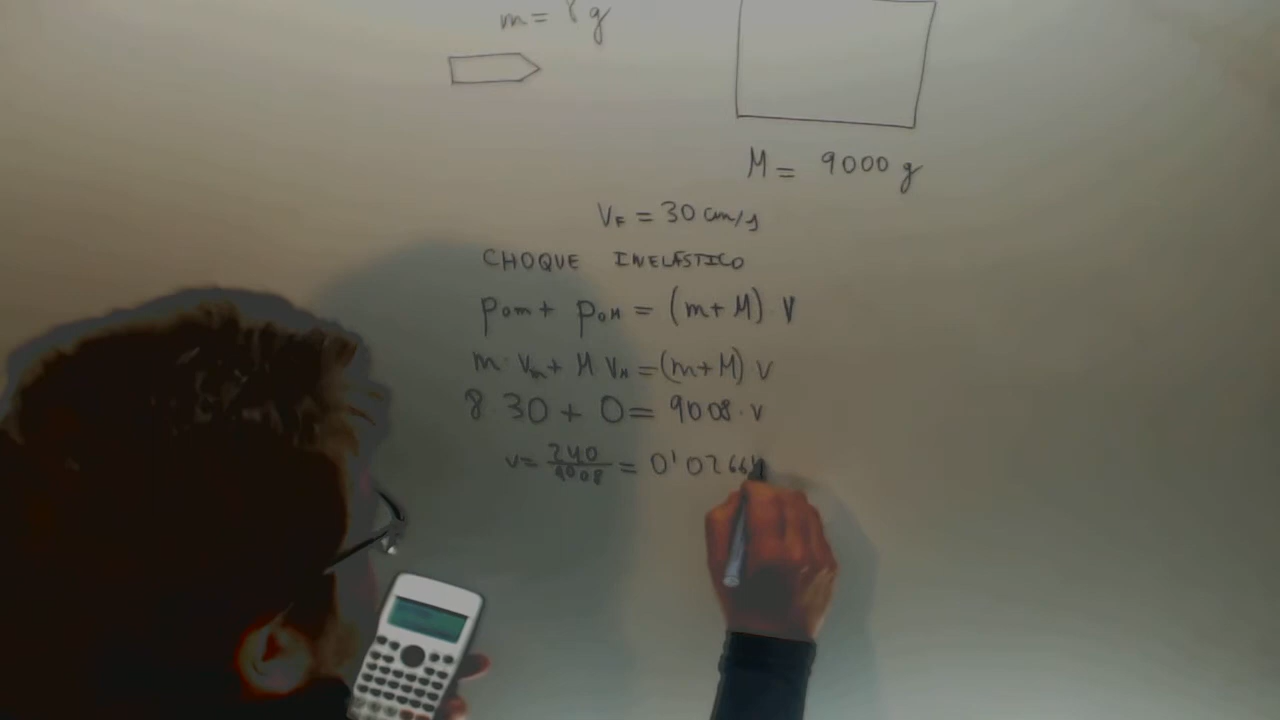 m = 8 g
M = 9000 g
V_F = 30 cm/s
CHOQUE INELÁSTICO
p_om + p_oM = (m + M) · V
m · V_m + M V_M = (m + M) V
8 · 30 + 0 = 9008 · V
v = 240/9008 = 0'0266